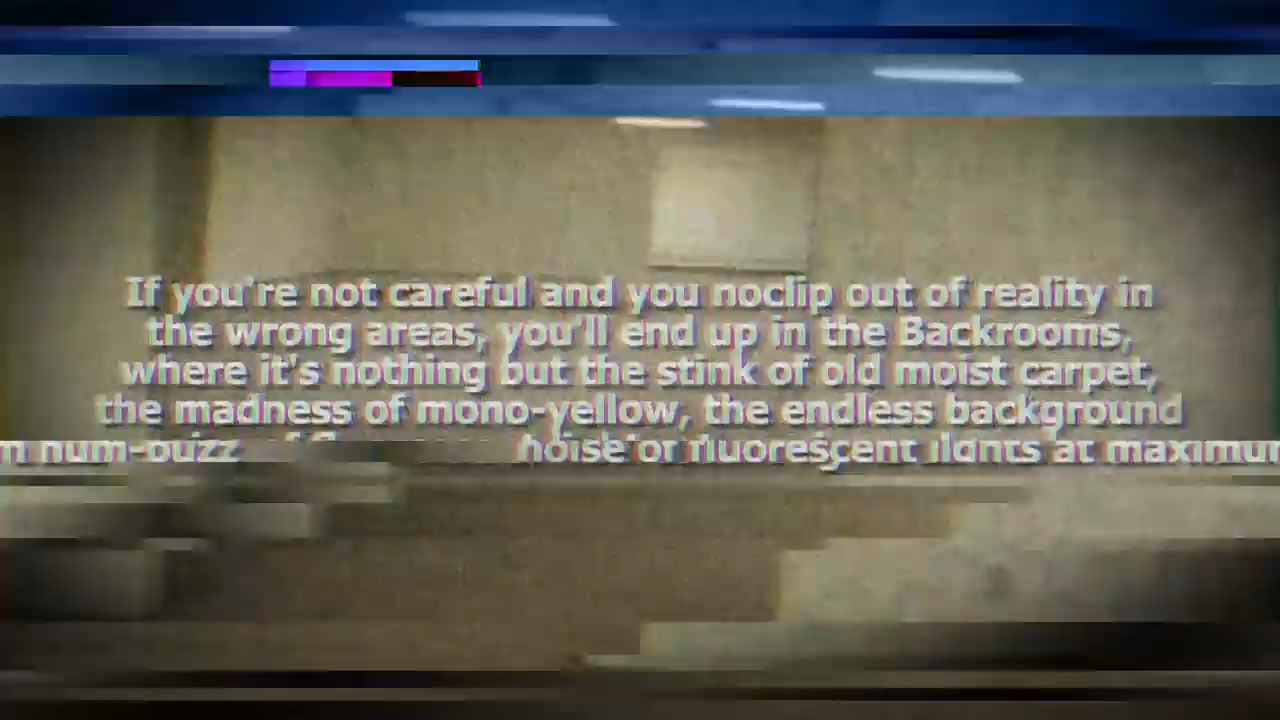 If you're not careful and you noclip out of reality in
the wrong areas, you'll end up in the Backrooms,
where it's nothing but the stink of old moist carpet,
the madness of mono-yellow, the endless background
noise of fluorescent lights at maximum hum-buzz